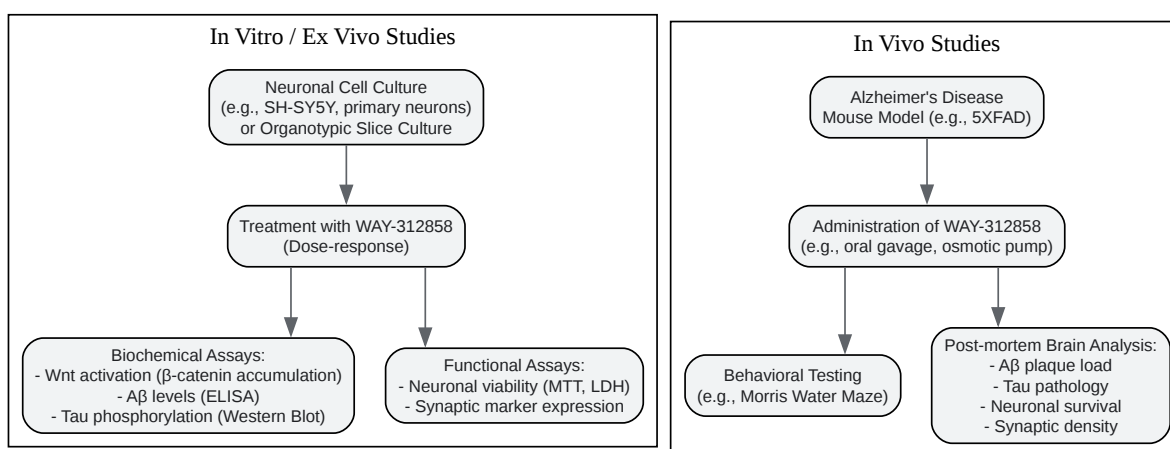 In Vitro / Ex Vivo Studies
Neuronal Cell Culture
(e.g., SH-SY5Y, primary neurons)
or Organotypic Slice Culture
Treatment with WAY-312858
(Dose-response)
Biochemical Assays:
- Wnt activation (β-catenin accumulation)
- Aβ levels (ELISA)
- Tau phosphorylation (Western Blot)
Functional Assays:
- Neuronal viability (MTT, LDH)
- Synaptic marker expression
In Vivo Studies
Alzheimer's Disease
Mouse Model (e.g., 5XFAD)
Administration of WAY-312858
(e.g., oral gavage, osmotic pump)
Behavioral Testing
(e.g., Morris Water Maze)
Post-mortem Brain Analysis:
- Aβ plaque load
- Tau pathology
- Neuronal survival
- Synaptic density